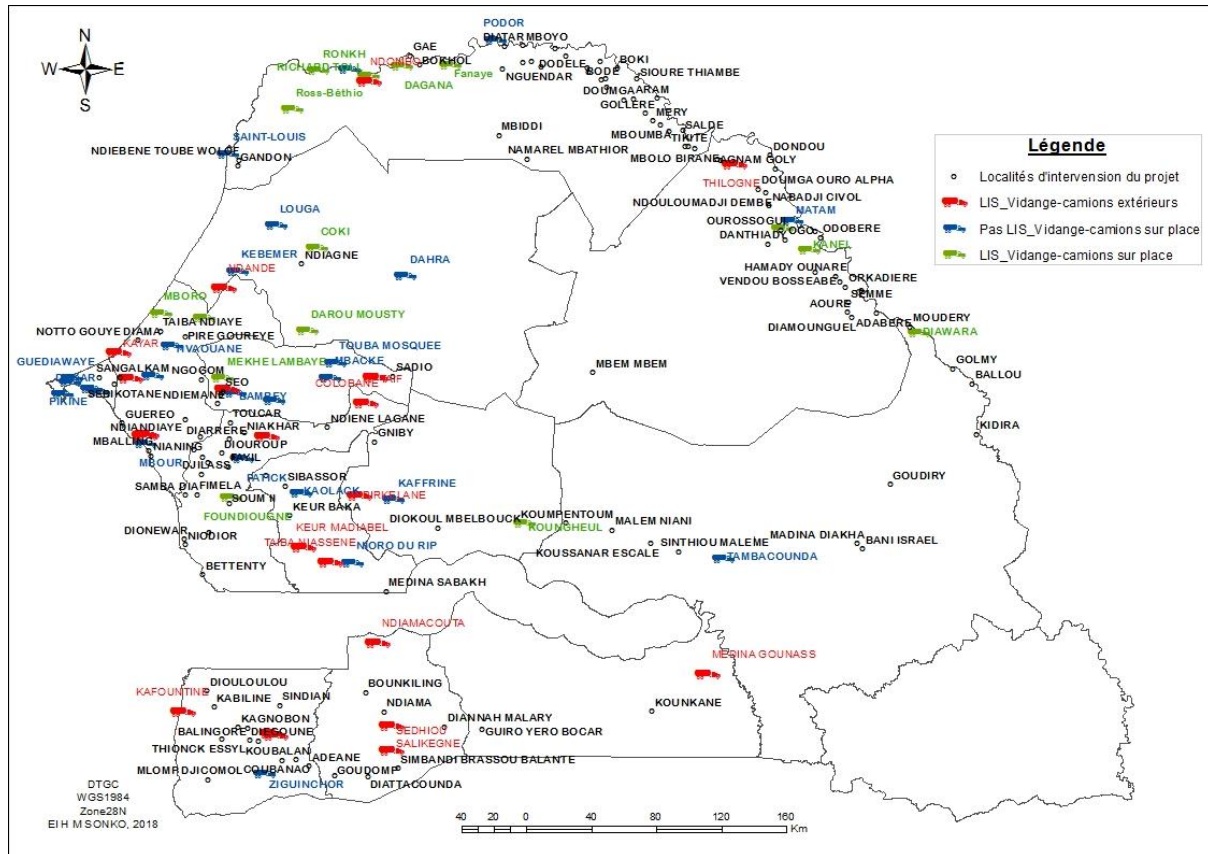 N
W E
S
PODOR
DIATAR MBOYO
GAE
RONKH
RICHARD TOLL
BOKHOL
Fanaye
DAGANA
NGUENDAR
DODELE
BODE
BOKI
SIOURE THIAMBE
DOUMGA
ARAM
GOLLERE
MERY
SALDE
MBOUMBA
TIKITE
Ross-Bèthio
SAINT-LOUIS
NDIEBENE TOUBE WOLOF
GANDON
MBIDDI
NAMAREL MBATHIOR
MBOLO BIRANE
AGNAM GOLY
DONDOU
THILOGNE
DOUMGA OURO ALPHA
NDOULOUMADJI DEMBE
NABADJI CIVOL
OUROSSOGUI
MATAM
DANTHIADY
OGO
ODOBERE
KANEL
HAMADY OUNARE
VENDOU BOSSEABE
ORKADIERE
SEMME
AOURE
ADABERE
DIAMOUNGUEL
MOUDERY
DIAWARA
GOLMY
BALLOU
KIDIRA
GOUDIRY
Légende
Localités d'intervention du projet
LIS_Vidange-camions extérieurs
Pas LIS_Vidange-camions sur place
LIS_Vidange-camions sur place
LOUGA
COKI
KEBEMER
NDIAGNE
NDANDE
DAHRA
MBORO
DAROU MOUSTY
NOTTO GOUYE DIAMA
TAIBA NDIAYE
PIRE GOUREYE
KAYAR
TIVAOUANE
TOUBA MOSQUEE
MBACKE
GUEDIAWAYE
DAKAR
SANGALKAM
NGOGOM
MEKHE LAMBAYE
SADIO
COLOBANE
PIKINE
SEBIKOTANE
NDIEMANE
SEO
BAMBEY
MBEM MBEM
GUEREO
TOUCAR
NDIENE LAGANE
NDIANDIAYE
DIARRERE
NIAKHAR
GNIBY
MBALLING
NIANING
DIOUROUP
MBOUR
DJILASS
FAYIL
FATICK
SIBASSOR
SAMBA DIA
FIMELA
KAOLACK
BIRKELANE
KAFFRINE
SOUM II
KEUR BAKA
FOUNDIOUGNE
DIOKOUL MBELBOUCK
KOUMPENTOUM
KOUNGHEUL
MALEM NIANI
DIONEWAR
NIODIOR
KEUR MADIABEL
TAIBA NIASSENE
NIORO DU RIP
KOUSSANAR ESCALE
SINTHIOU MALEME
MADINA DIAKHA
BANI ISRAEL
TAMBACOUNDA
BETTENTY
MEDINA SABAKH
NDIAMACOUTA
MEDINA GOUNASS
DIOULOULOU
KAFOUNTINE
KABILINE
SINDIAN
BOUNKILING
NDIAMA
KOUNKANE
KAGNOBON
BALINGORE
DIEGOUNE
SEDHIOU
DIANNAH MALARY
GUIRO YERO BOCAR
THIONCK ESSYL
KOUBALAN
SALIKEGNE
ADEANE
SIMBANDI BRASSOU BALANTE
MLOMP
DJICOMOL
COUBANAO
GOUDOMP
ZIGUINCHOR
DIATTACOUNDA
DTGC
WGS1984
Zone28N
El H M SONKO, 2018
40 20 0 40 80 120 160
Km